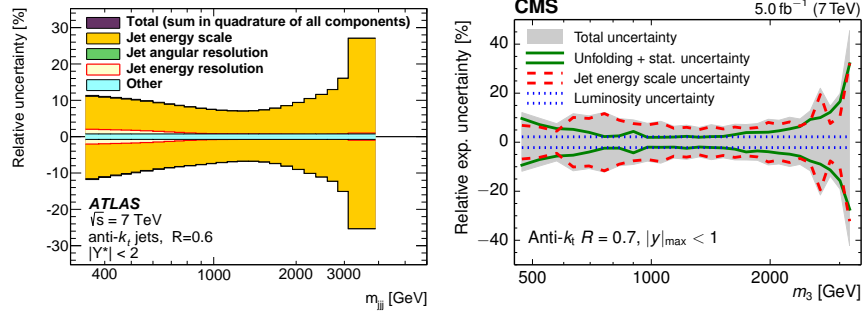 Relative uncertainty [%]
Total (sum in quadrature of all components)
Jet energy scale
Jet angular resolution
Jet energy resolution
Other
30
20
10
0
-10
-20
-30
ATLAS
√s = 7 TeV
anti-kt jets, R=0.6
|Y*| < 2
400
1000
2000
3000
mjjj [GeV]
CMS
5.0 fb⁻¹ (7 TeV)
Relative exp. uncertainty [%]
Total uncertainty
Unfolding + stat. uncertainty
Jet energy scale uncertainty
Luminosity uncertainty
40
20
0
−20
−40
Anti-kt R = 0.7, |y|max < 1
500
1000
2000
m3 [GeV]